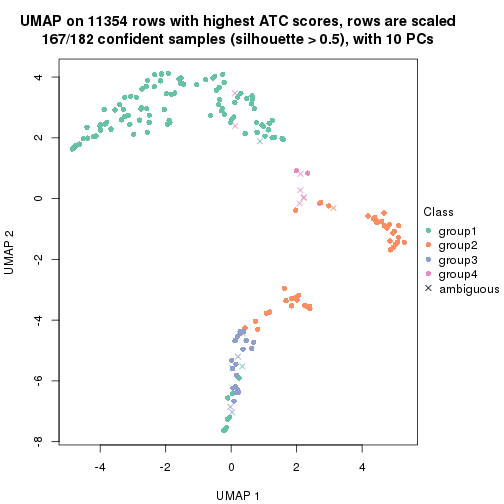 UMAP on 11354 rows with highest ATC scores, rows are scaled
167/182 confident samples (silhouette > 0.5), with 10 PCs
4
2
0
-2
-4
-6
-8
UMAP 2
-4
-2
0
2
4
UMAP 1
Class
group1
group2
group3
group4
ambiguous